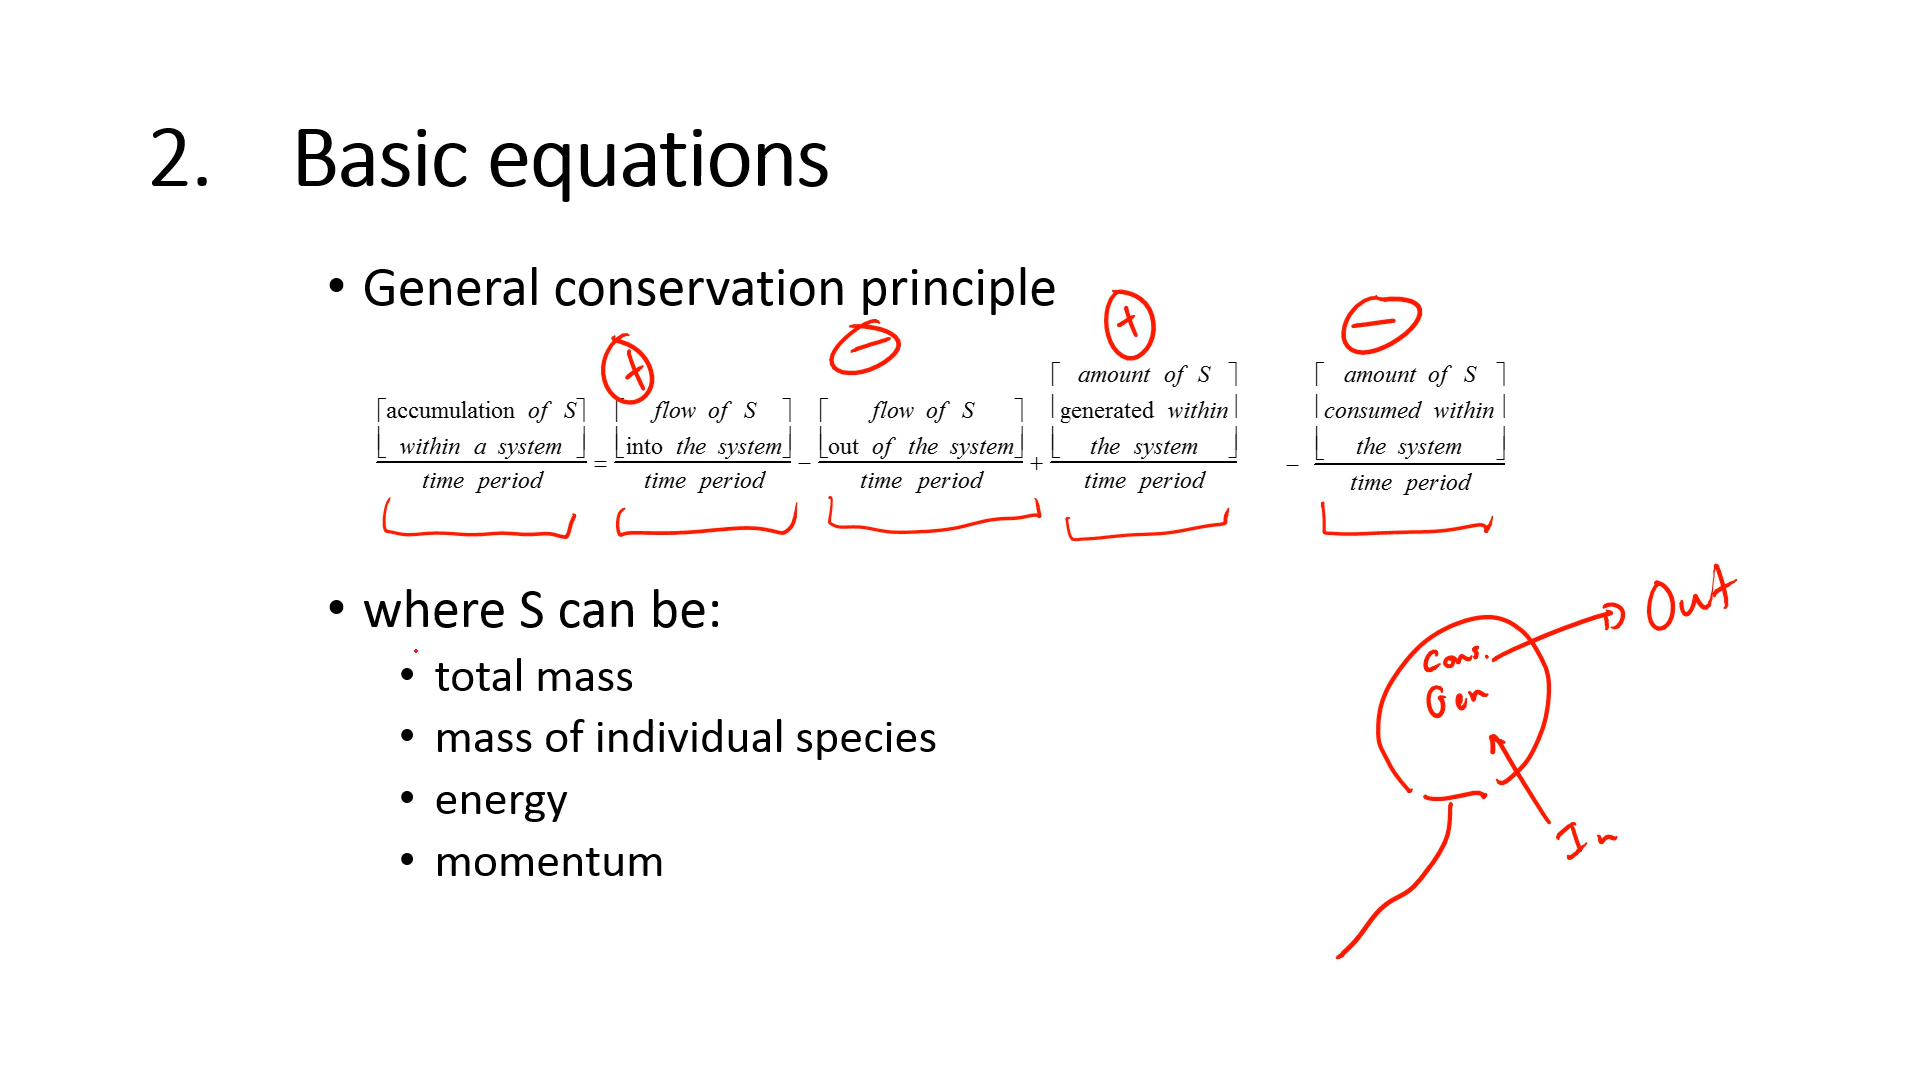 2. Basic equations
• General conservation principle
+ − + −
[accumulation of S within a system] / time period = [flow of S into the system] / time period − [flow of S out of the system] / time period + [amount of S generated within the system] / time period − [amount of S consumed within the system] / time period
• where S can be:
• total mass
• mass of individual species
• energy
• momentum
Out
Cons.
Gen
In